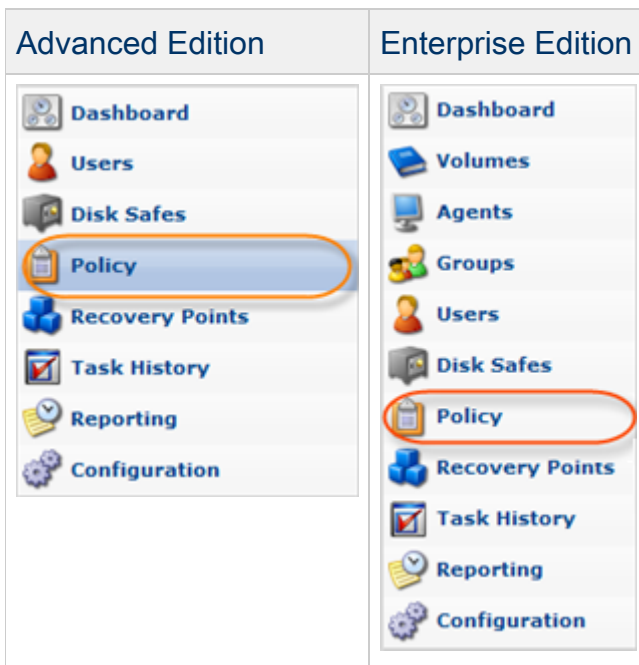 Advanced Edition
Dashboard
Users
Disk Safes
Policy
Recovery Points
Task History
Reporting
Configuration
Enterprise Edition
Dashboard
Volumes
Agents
Groups
Users
Disk Safes
Policy
Recovery Points
Task History
Reporting
Configuration